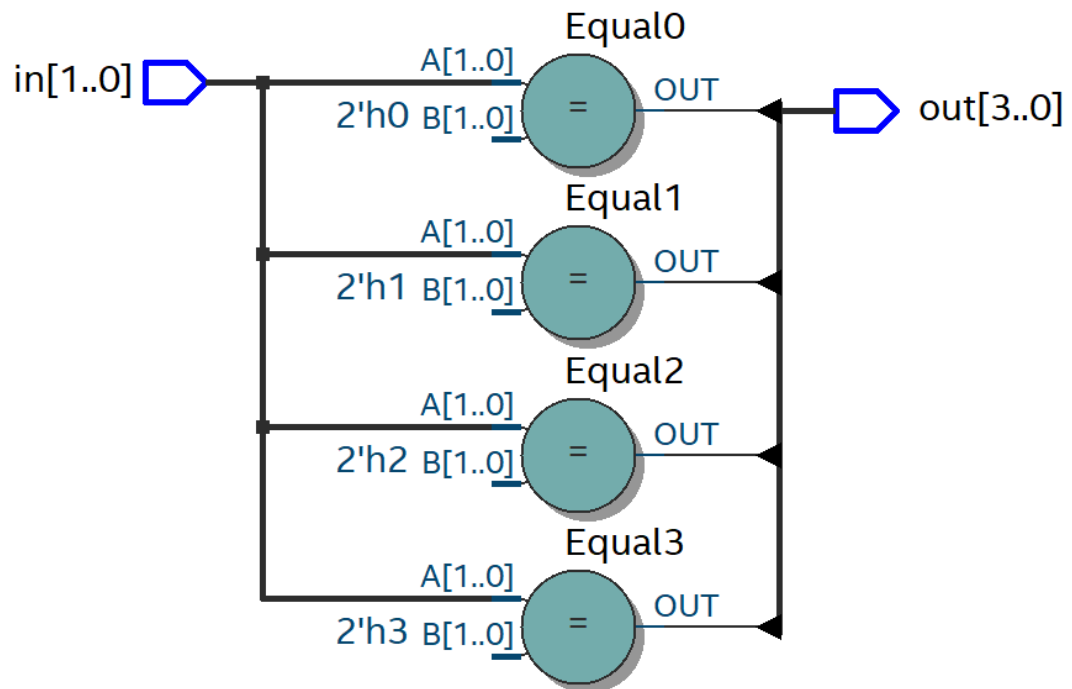 Equal0
in[1..0]
A[1..0]
2'h0 B[1..0]
=
OUT
out[3..0]
Equal1
A[1..0]
2'h1 B[1..0]
=
OUT
Equal2
A[1..0]
2'h2 B[1..0]
=
OUT
Equal3
A[1..0]
2'h3 B[1..0]
=
OUT